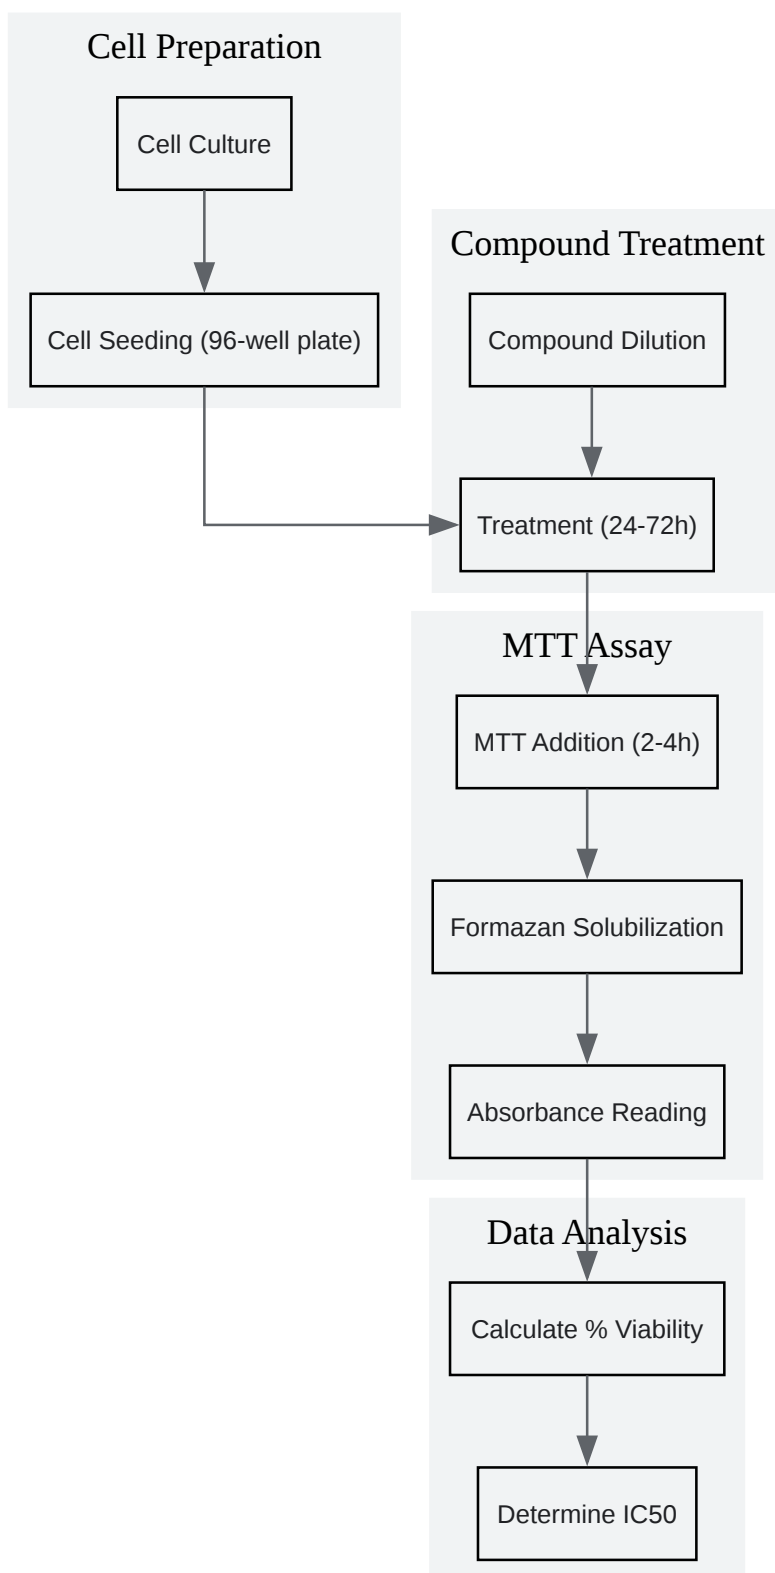 Cell Preparation
Cell Culture
Cell Seeding (96-well plate)
Compound Treatment
Compound Dilution
Treatment (24-72h)
MTT Assay
MTT Addition (2-4h)
Formazan Solubilization
Absorbance Reading
Data Analysis
Calculate % Viability
Determine IC50